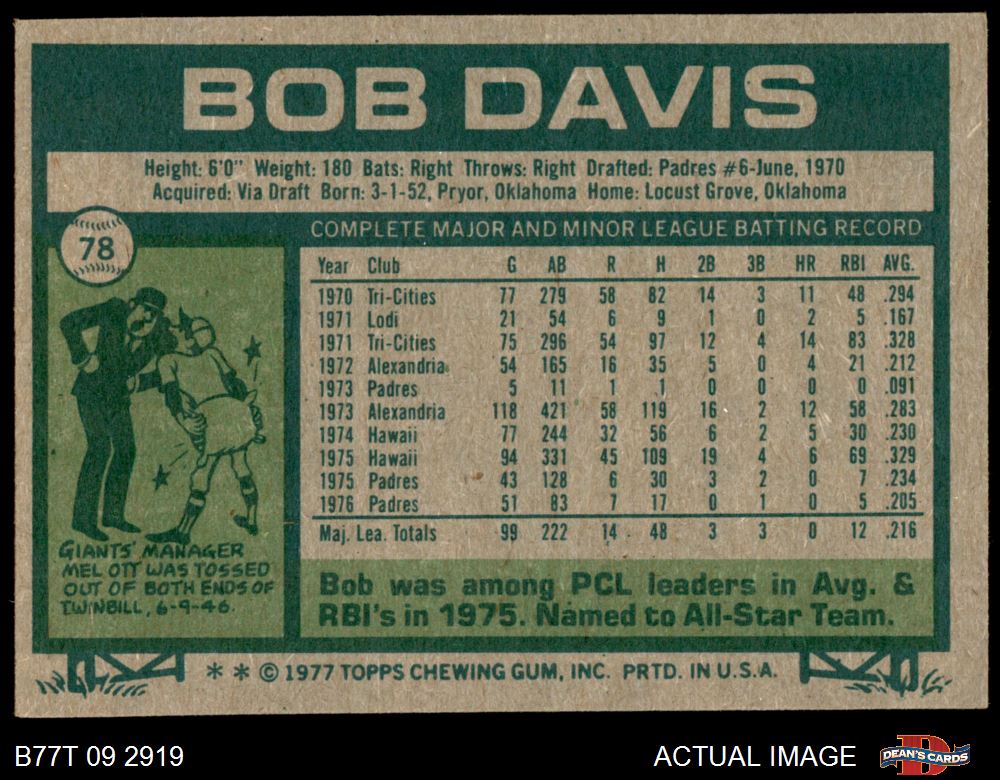 BOB DAVIS
Height: 6'0" Weight: 180 Bats: Right Throws: Right Drafted: Padres #6-June, 1970
Acquired: Via Draft Born: 3-1-52, Pryor, Oklahoma Home: Locust Grove, Oklahoma
78
COMPLETE MAJOR AND MINOR LEAGUE BATTING RECORD
Year Club G AB R H 2B 3B HR RBI AVG.
1970 Tri-Cities 77 279 58 82 14 3 11 48 .294
1971 Lodi 21 54 6 9 1 0 2 5 .167
1971 Tri-Cities 75 296 54 97 12 4 14 83 .328
1972 Alexandria 54 165 16 35 5 0 4 21 .212
1973 Padres 5 11 1 1 0 0 0 0 .091
1973 Alexandria 118 421 58 119 16 2 12 58 .283
1974 Hawaii 77 244 32 56 6 2 5 30 .230
1975 Hawaii 94 331 45 109 19 4 6 69 .329
1975 Padres 43 128 6 30 3 2 0 7 .234
1976 Padres 51 83 7 17 0 1 0 5 .205
Maj. Lea. Totals 99 222 14 48 3 3 0 12 .216
GIANTS' MANAGER
MEL OTT WAS TOSSED
OUT OF BOTH ENDS OF
TWINBILL, 6-9-46.
Bob was among PCL leaders in Avg. &
RBI's in 1975. Named to All-Star Team.
* * © 1977 TOPPS CHEWING GUM, INC. PRTD. IN U.S.A.
B77T 09 2919
ACTUAL IMAGE
DEAN'S CARDS